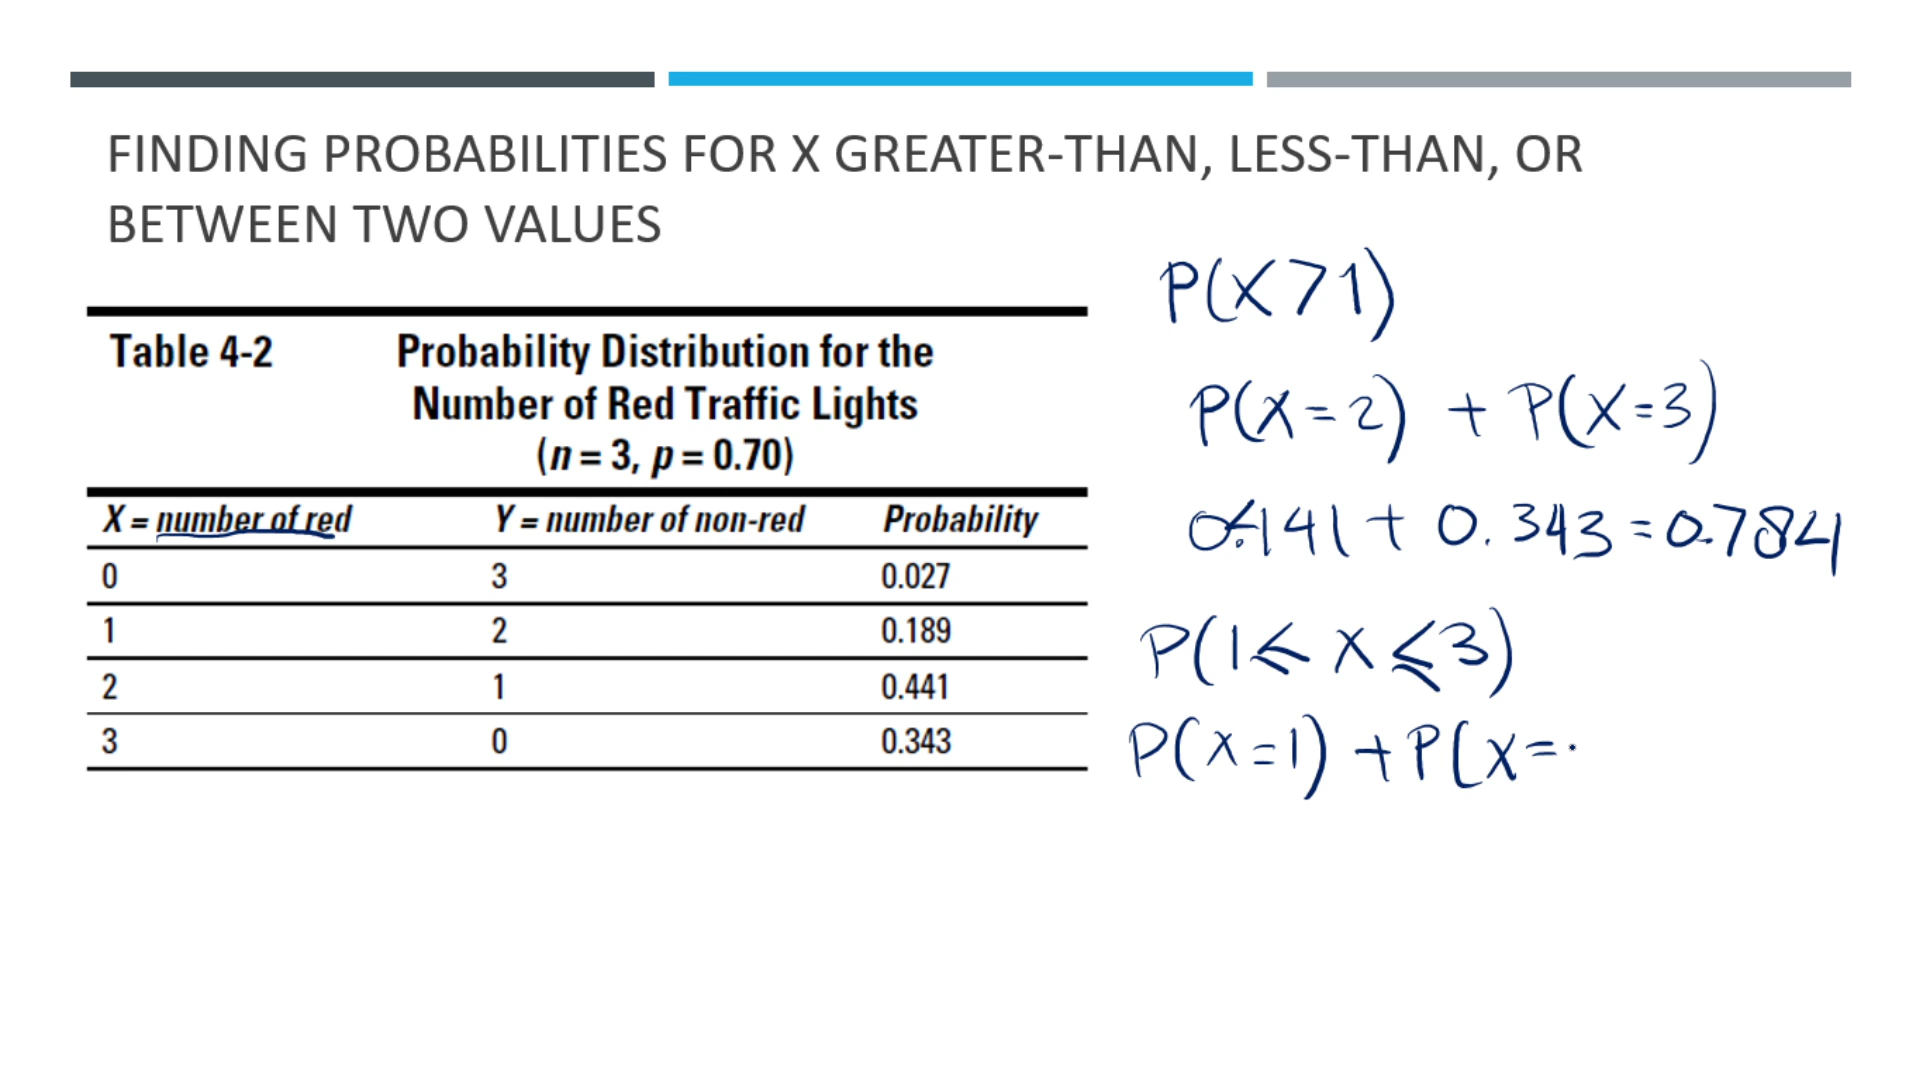 FINDING PROBABILITIES FOR X GREATER-THAN, LESS-THAN, OR
BETWEEN TWO VALUES
Table 4-2 Probability Distribution for the
Number of Red Traffic Lights
(n = 3, p = 0.70)
X = number of red Y = number of non-red Probability
0 3 0.027
1 2 0.189
2 1 0.441
3 0 0.343
P(X>1)
P(X=2) + P(X=3)
0.141 + 0.343 = 0.784
P(1≤ X ≤3)
P(X=1) + P(X=